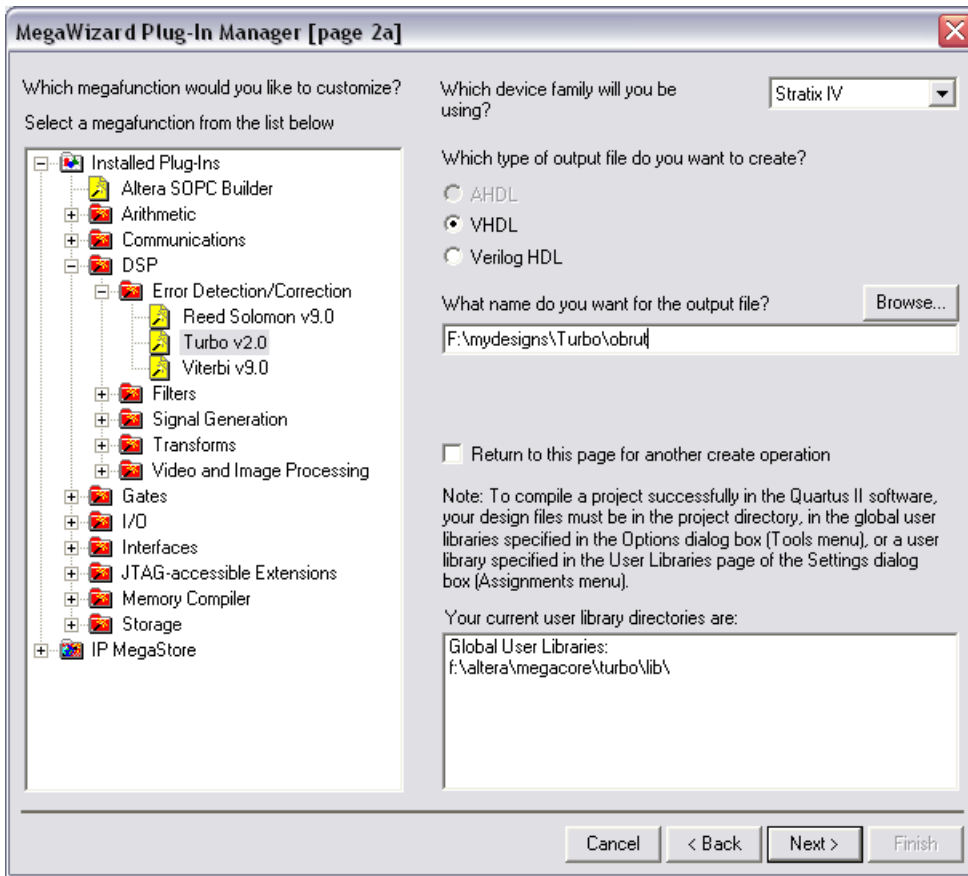 MegaWizard Plug-In Manager [page 2a]
Which megafunction would you like to customize?
Select a megafunction from the list below
Installed Plug-Ins
Altera SOPC Builder
Arithmetic
Communications
DSP
Error Detection/Correction
Reed Solomon v9.0
Turbo v2.0
Viterbi v9.0
Filters
Signal Generation
Transforms
Video and Image Processing
Gates
I/O
Interfaces
JTAG-accessible Extensions
Memory Compiler
Storage
IP MegaStore
Which device family will you be
using?
Stratix IV
Which type of output file do you want to create?
AHDL
VHDL
Verilog HDL
What name do you want for the output file?
Browse...
F:\mydesigns\Turbo\obrut
Return to this page for another create operation
Note: To compile a project successfully in the Quartus II software,
your design files must be in the project directory, in the global user
libraries specified in the Options dialog box (Tools menu), or a user
library specified in the User Libraries page of the Settings dialog
box (Assignments menu).
Your current user library directories are:
Global User Libraries:
f:\altera\megacore\turbo\lib\
Cancel
< Back
Next >
Finish